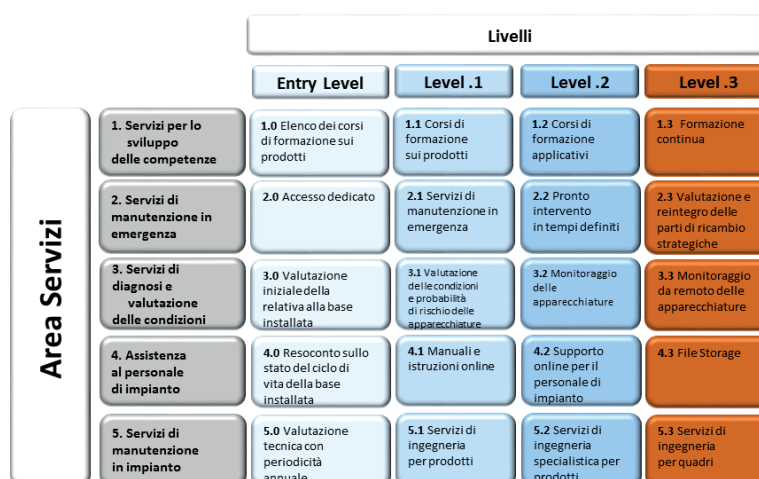 Livelli
Entry Level
Level .1
Level .2
Level .3
Area Servizi
1. Servizi per lo
sviluppo
delle competenze
1.0 Elenco dei corsi
di formazione sui
prodotti
1.1 Corsi di
formazione
sui prodotti
1.2 Corsi di
formazione
applicativi
1.3 Formazione
continua
2. Servizi di
manutenzione in
emergenza
2.0 Accesso dedicato
2.1 Servizi di
manutenzione in
emergenza
2.2 Pronto
intervento
in tempi definiti
2.3 Valutazione e
reintegro delle
parti di ricambio
strategiche
3. Servizi di
diagnosi e
valutazione
delle condizioni
3.0 Valutazione
iniziale della
relativa alla base
installata
3.1 Valutazione
delle condizioni
e probabilità
di rischio delle
apparecchiature
3.2 Monitoraggio
delle
apparecchiature
3.3 Monitoraggio
da remoto delle
apparecchiature
4. Assistenza
al personale
di impianto
4.0 Resoconto sullo
stato del ciclo di
vita della base
installata
4.1 Manuali e
istruzioni online
4.2 Supporto
online per il
personale di
impianto
4.3 File Storage
5. Servizi di
manutenzione
in impianto
5.0 Valutazione
tecnica con
periodicità
annuale
5.1 Servizi di
ingegneria
per prodotti
5.2 Servizi di
ingegneria
specialistica per
prodotti
5.3 Servizi di
ingegneria
per quadri